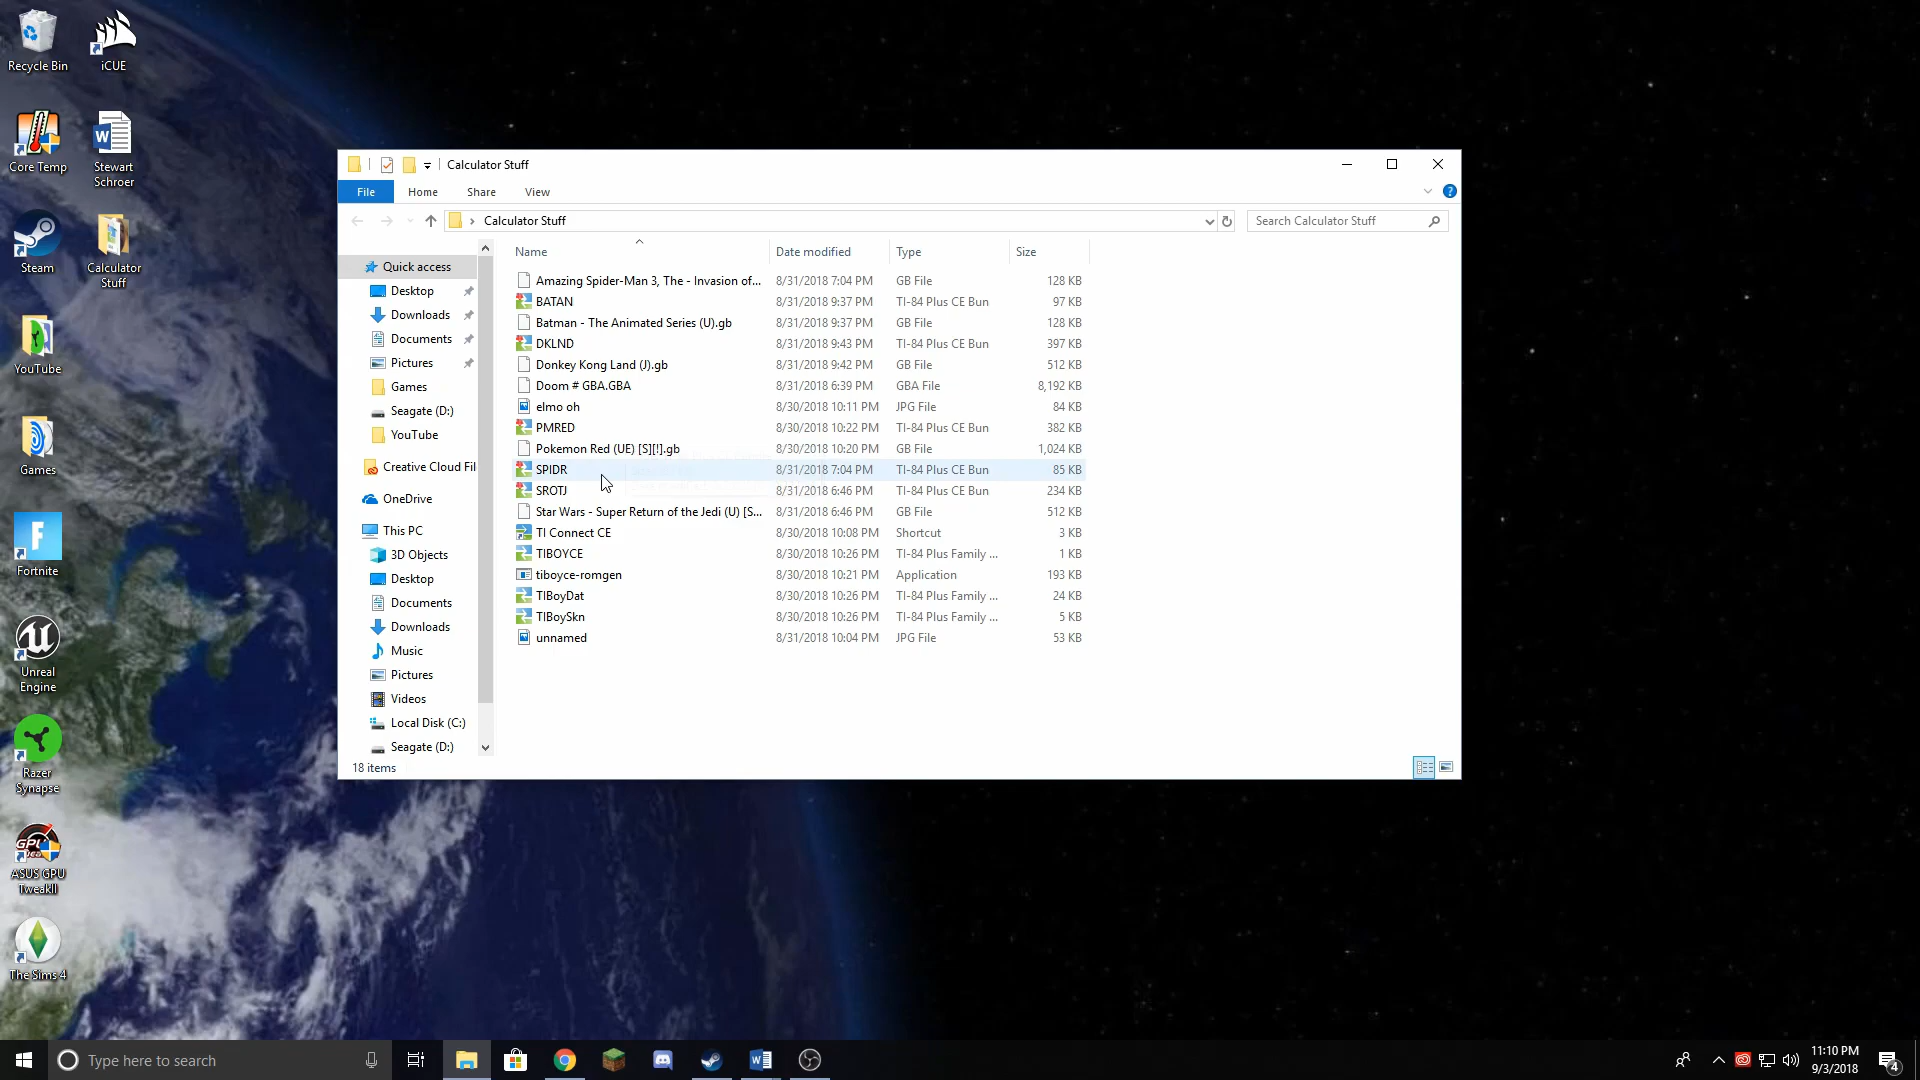 Recycle Bin
iCUE
Core Temp
Stewart
Schroer
Steam
Calculator
Stuff
YouTube
Games
Fortnite
Unreal
Engine
Razer
Synapse
ASUS GPU
TweakII
The Sims 4
Calculator Stuff
File Home Share View
Calculator Stuff
Search Calculator Stuff
Quick access
Desktop
Downloads
Documents
Pictures
Games
Seagate (D:)
YouTube
Creative Cloud Fil
OneDrive
This PC
3D Objects
Desktop
Documents
Downloads
Music
Pictures
Videos
Local Disk (C:)
Seagate (D:)
Name Date modified Type Size
Amazing Spider-Man 3, The - Invasion of... 8/31/2018 7:04 PM GB File 128 KB
BATAN 8/31/2018 9:37 PM TI-84 Plus CE Bun 97 KB
Batman - The Animated Series (U).gb 8/31/2018 9:37 PM GB File 128 KB
DKLND 8/31/2018 9:43 PM TI-84 Plus CE Bun 397 KB
Donkey Kong Land (J).gb 8/31/2018 9:42 PM GB File 512 KB
Doom # GBA.GBA 8/31/2018 6:39 PM GBA File 8,192 KB
elmo oh 8/30/2018 10:11 PM JPG File 84 KB
PMRED 8/30/2018 10:22 PM TI-84 Plus CE Bun 382 KB
Pokemon Red (UE) [S][!].gb 8/30/2018 10:20 PM GB File 1,024 KB
SPIDR 8/31/2018 7:04 PM TI-84 Plus CE Bun 85 KB
SROTJ 8/31/2018 6:46 PM TI-84 Plus CE Bun 234 KB
Star Wars - Super Return of the Jedi (U) [S... 8/31/2018 6:46 PM GB File 512 KB
TI Connect CE 8/30/2018 10:08 PM Shortcut 3 KB
TIBOYCE 8/30/2018 10:26 PM TI-84 Plus Family ... 1 KB
tiboyce-romgen 8/30/2018 10:21 PM Application 193 KB
TIBoyDat 8/30/2018 10:26 PM TI-84 Plus Family ... 24 KB
TIBoySkn 8/30/2018 10:26 PM TI-84 Plus Family ... 5 KB
unnamed 8/31/2018 10:04 PM JPG File 53 KB
18 items
Type here to search
11:10 PM
9/3/2018
4